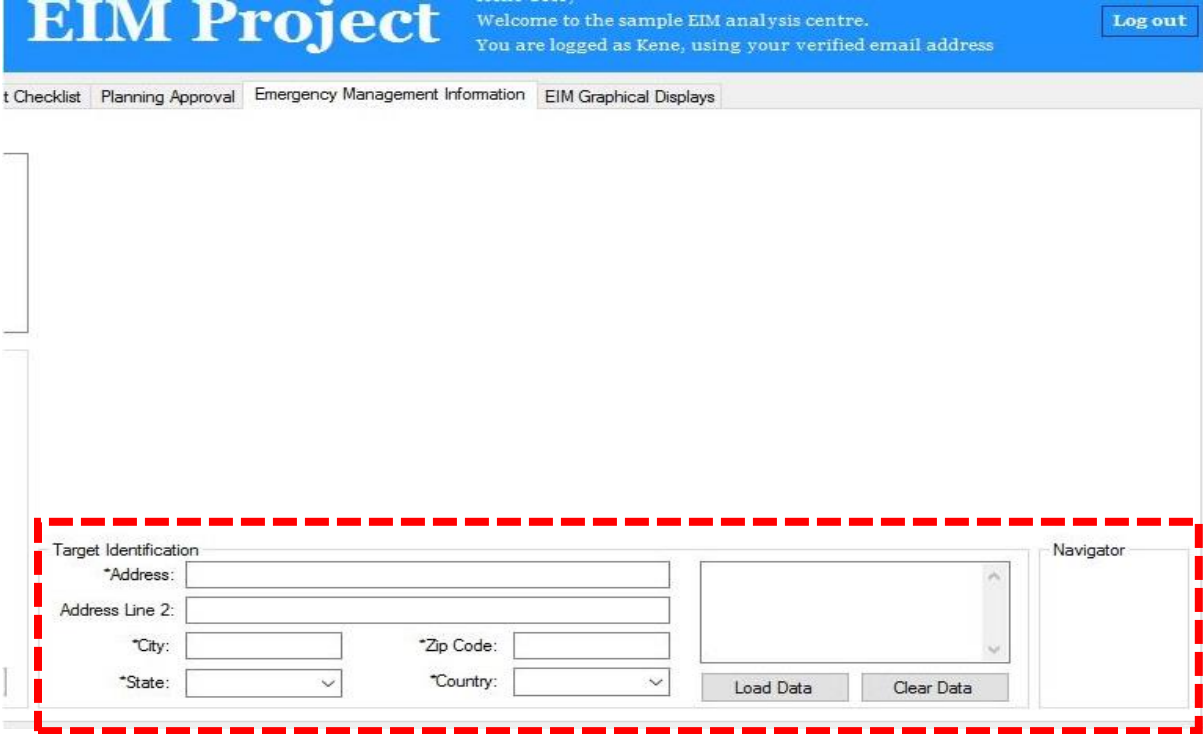 EIM Project
Welcome to the sample EIM analysis centre.
You are logged as Kene, using your verified email address
Log out
t Checklist Planning Approval Emergency Management Information EIM Graphical Displays
Target Identification
Navigator
*Address:
Address Line 2:
*City: *Zip Code:
*State: *Country:
Load Data Clear Data